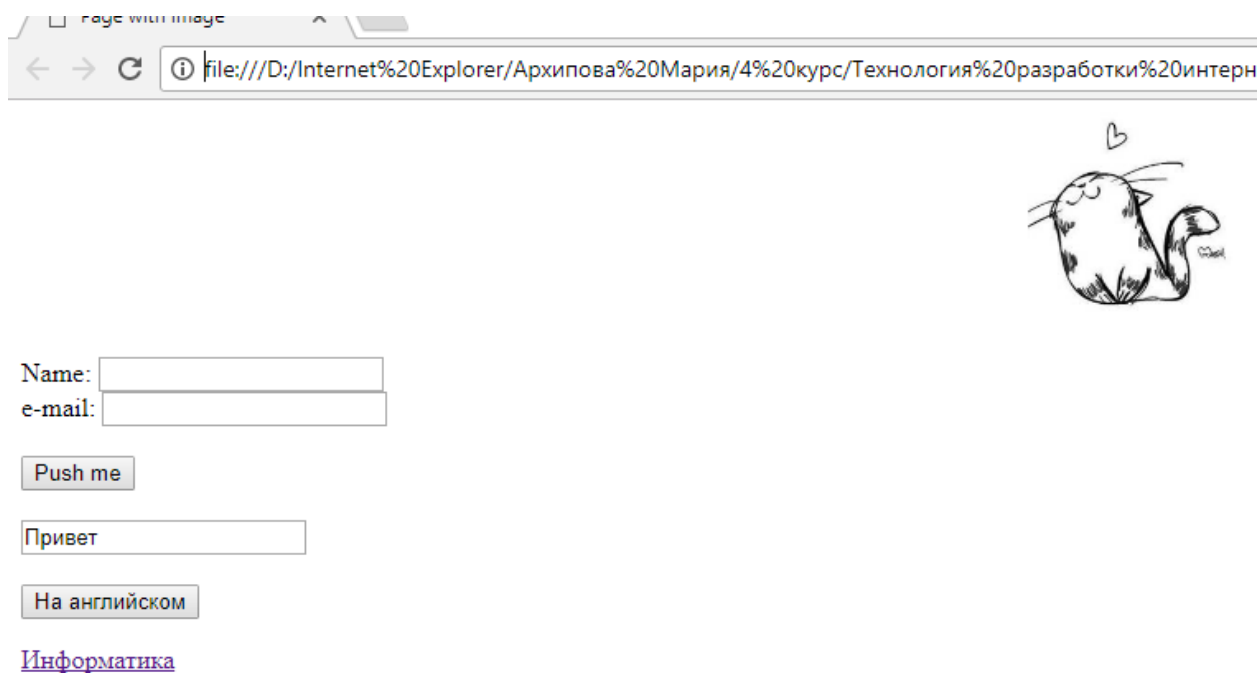 Page with image
file:///D:/Internet%20Explorer/Архипова%20Мария/4%20курс/Технология%20разработки%20интерн
Name:
e-mail:
Push me
Привет
На английском
Информатика